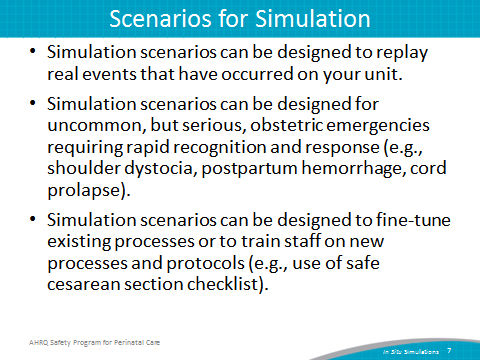 Scenarios for Simulation
• Simulation scenarios can be designed to replay
real events that have occurred on your unit.
• Simulation scenarios can be designed for
uncommon, but serious, obstetric emergencies
requiring rapid recognition and response (e.g.,
shoulder dystocia, postpartum hemorrhage, cord
prolapse).
• Simulation scenarios can be designed to fine-tune
existing processes or to train staff on new
processes and protocols (e.g., use of safe
cesarean section checklist).
AHRQ Safety Program for Perinatal Care
In Situ Simulations 7